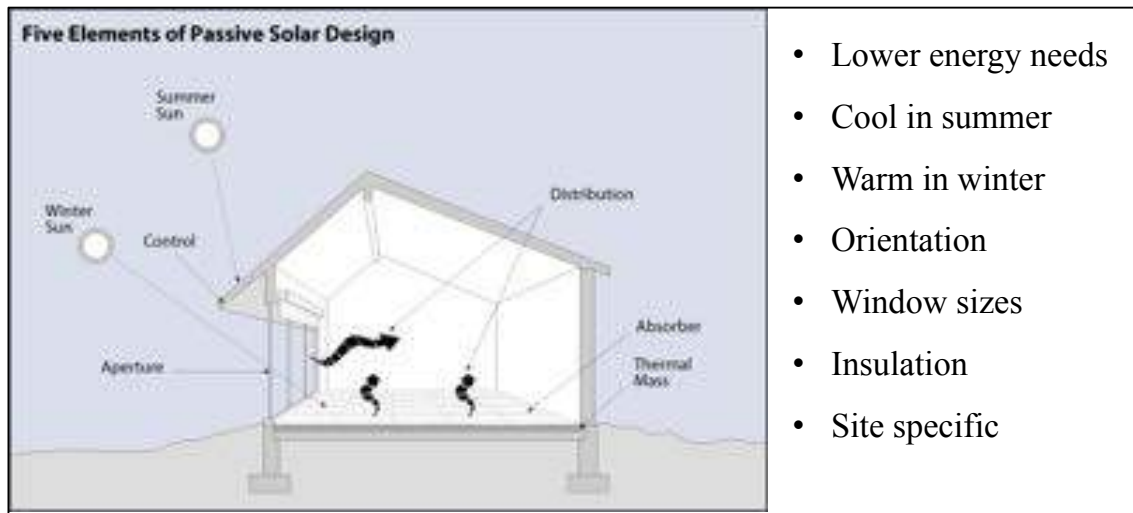 Five Elements of Passive Solar Design
Summer
Sun
Winter
Sun
Control
Distribution
Absorber
Thermal
Mass
Aperture
• Lower energy needs
• Cool in summer
• Warm in winter
• Orientation
• Window sizes
• Insulation
• Site specific